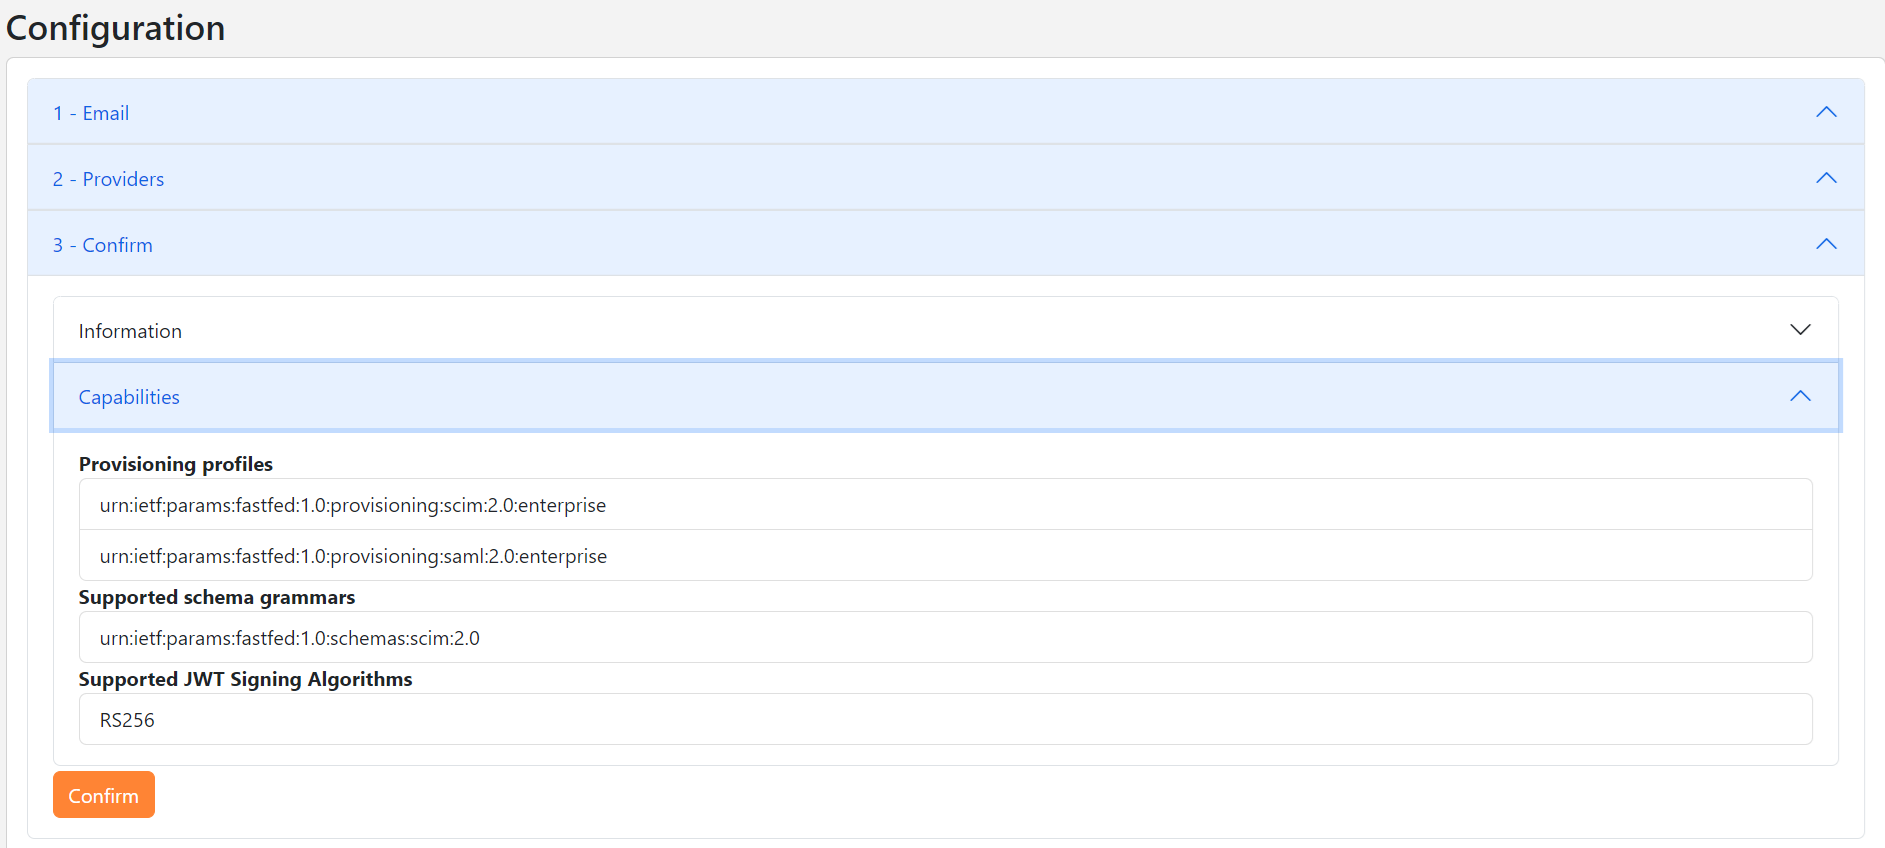 Configuration
1 - Email
2 - Providers
3 - Confirm
Information
Capabilities
Provisioning profiles
urn:ietf:params:fastfed:1.0:provisioning:scim:2.0:enterprise
urn:ietf:params:fastfed:1.0:provisioning:saml:2.0:enterprise
Supported schema grammars
urn:ietf:params:fastfed:1.0:schemas:scim:2.0
Supported JWT Signing Algorithms
RS256
Confirm